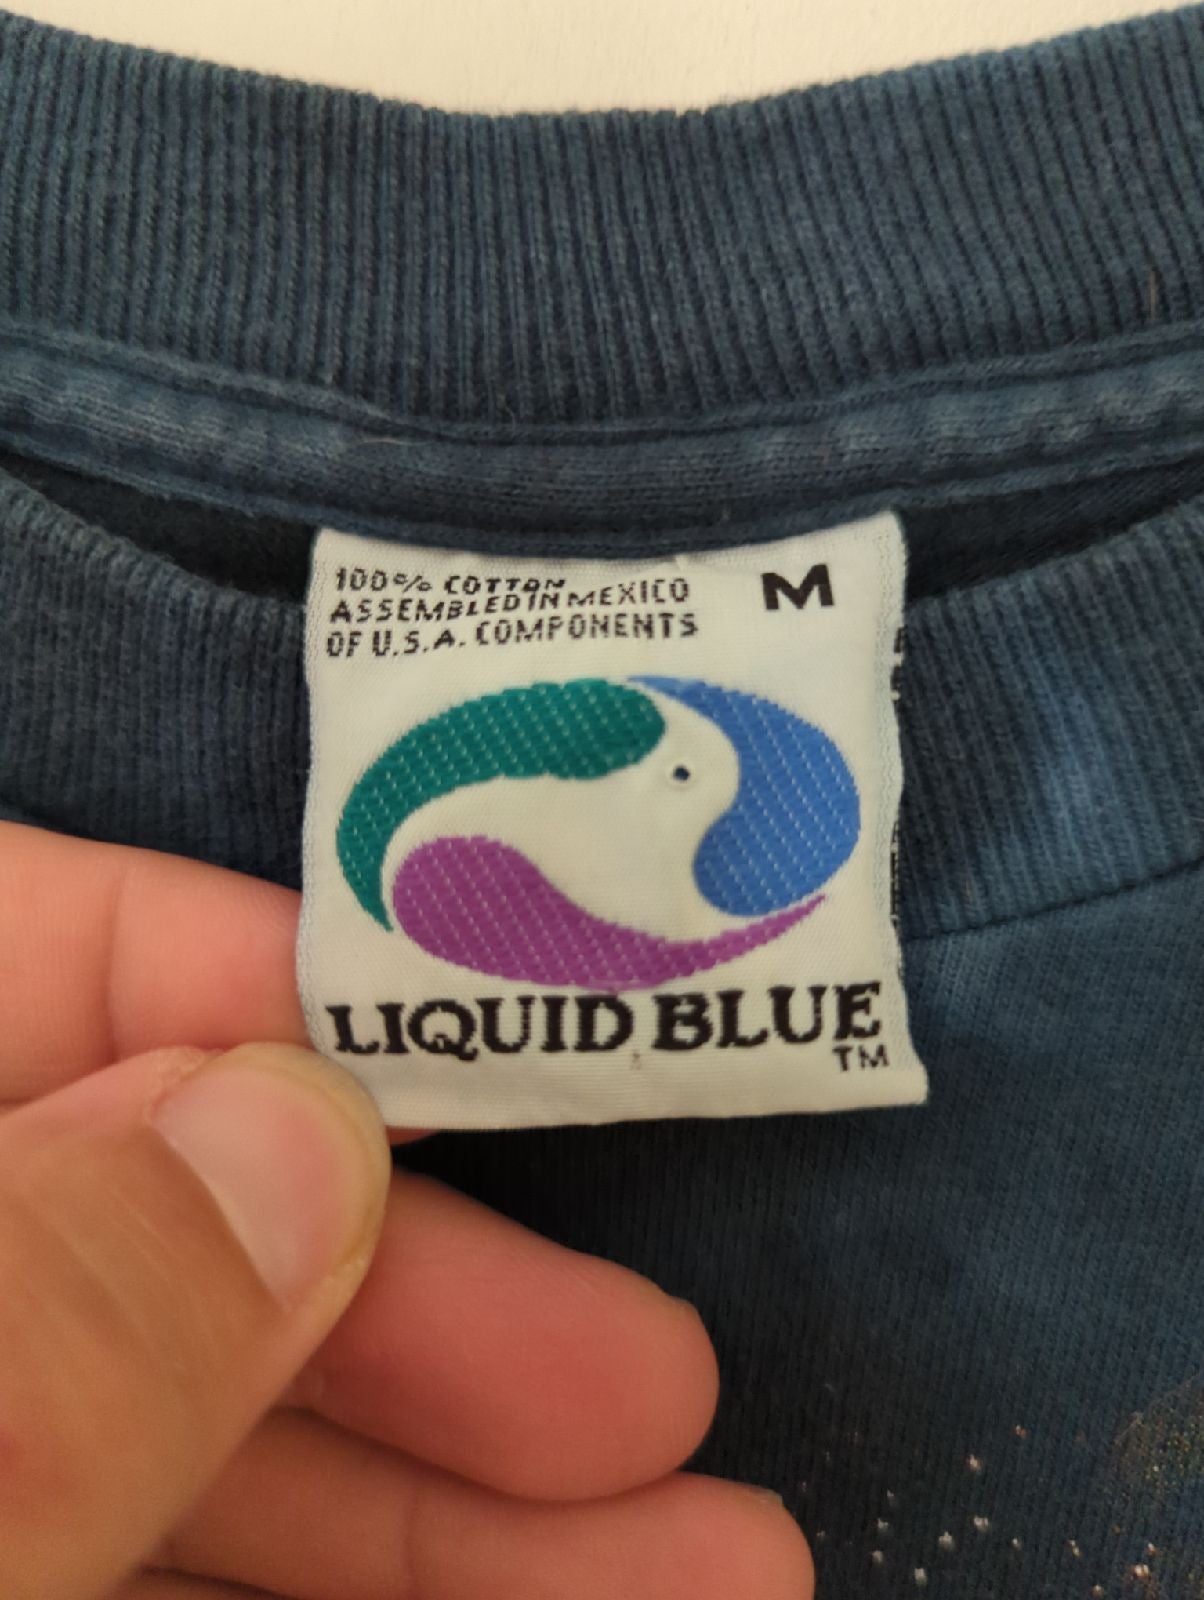 100% COTTON
M
ASSEMBLED IN MEXICO
OF U.S.A. COMPONENTS
LIQUID BLUE
TM